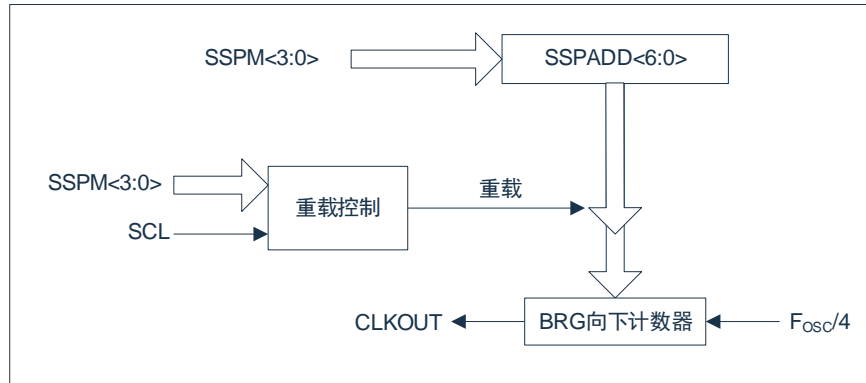 SSPM<3:0>
SSPADD<6:0>
SSPM<3:0>
SCL
重载控制
重载
CLKOUT
BRG向下计数器
FOSC/4